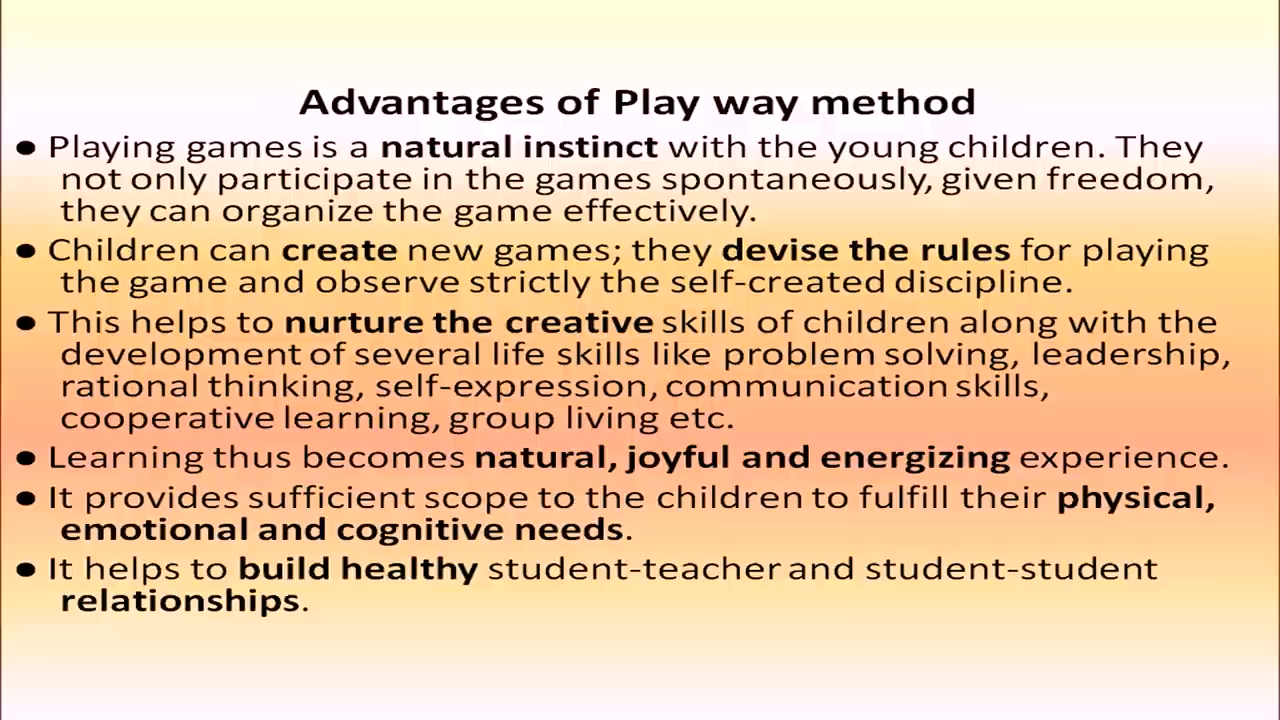 Advantages of Play way method
● Playing games is a natural instinct with the young children. They
not only participate in the games spontaneously, given freedom,
they can organize the game effectively.
● Children can create new games; they devise the rules for playing
the game and observe strictly the self-created discipline.
● This helps to nurture the creative skills of children along with the
development of several life skills like problem solving, leadership,
rational thinking, self-expression, communication skills,
cooperative learning, group living etc.
● Learning thus becomes natural, joyful and energizing experience.
● It provides sufficient scope to the children to fulfill their physical,
emotional and cognitive needs.
● It helps to build healthy student-teacher and student-student
relationships.